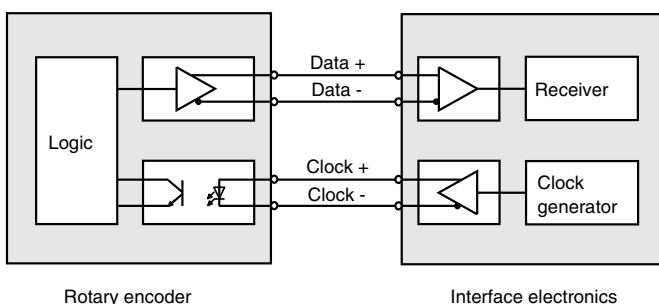 Data +
Data -
Receiver
Logic
Clock +
Clock -
Clock
generator
Rotary encoder
Interface electronics